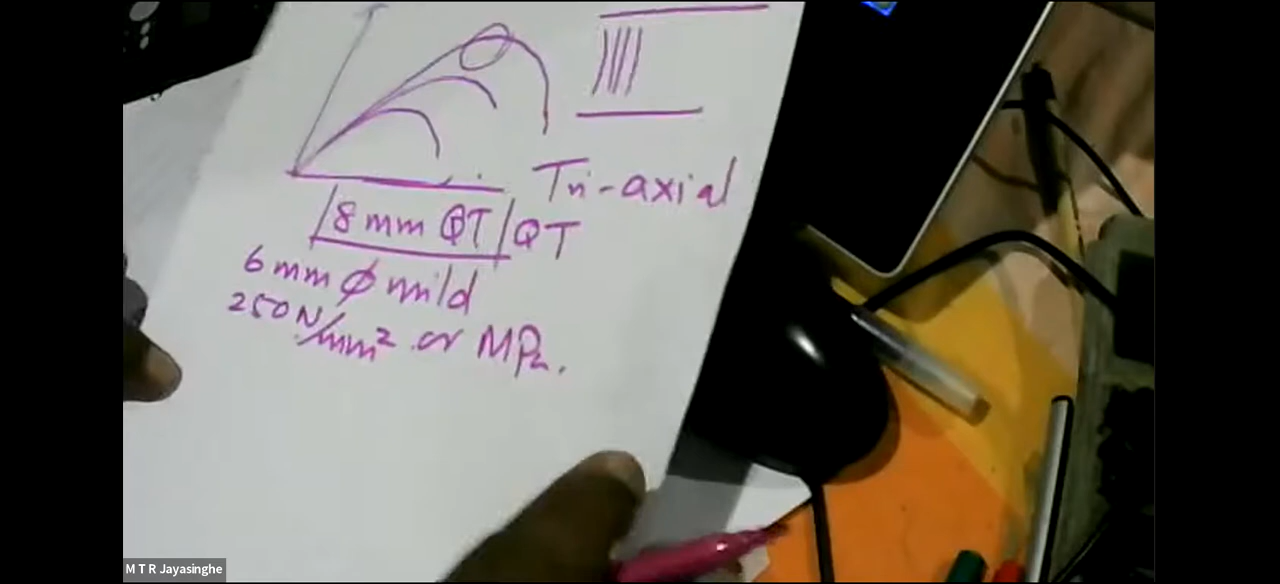 Tri-axial
8 mm QT QT
6 mm ϕ mild
250 N/mm² or MPa.
M T R Jayasinghe